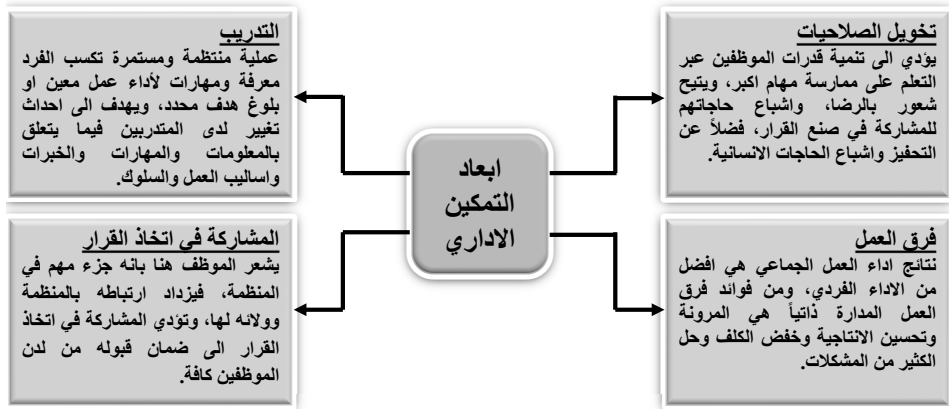 تخويل الصلاحيات
يؤدي الى تنمية قدرات الموظفين عبر
التعلم على ممارسة مهام اكبر، ويتيح
شعور بالرضا، واشباع حاجاتهم
للمشاركة في صنع القرار، فضلاً عن
التحفيز واشباع الحاجات الانسانية.
التدريب
عملية منتظمة ومستمرة تكسب الفرد
معرفة ومهارات لأداء عمل معين او
بلوغ هدف محدد، ويهدف الى احداث
تغيير لدى المتدربين فيما يتعلق
بالمعلومات والمهارات والخبرات
واساليب العمل والسلوك.
ابعاد
التمكين
الاداري
فرق العمل
نتائج اداء العمل الجماعي هي افضل
من الاداء الفردي، ومن فوائد فرق
العمل المدارة ذاتياً هي المرونة
وتحسين الانتاجية وخفض الكلف وحل
الكثير من المشكلات.
المشاركة في اتخاذ القرار
يشعر الموظف هنا بانه جزء مهم في
المنظمة، فيزداد ارتباطه بالمنظمة
وولائه لها، وتؤدي المشاركة في اتخاذ
القرار الى ضمان قبوله من لدن
الموظفين كافة.